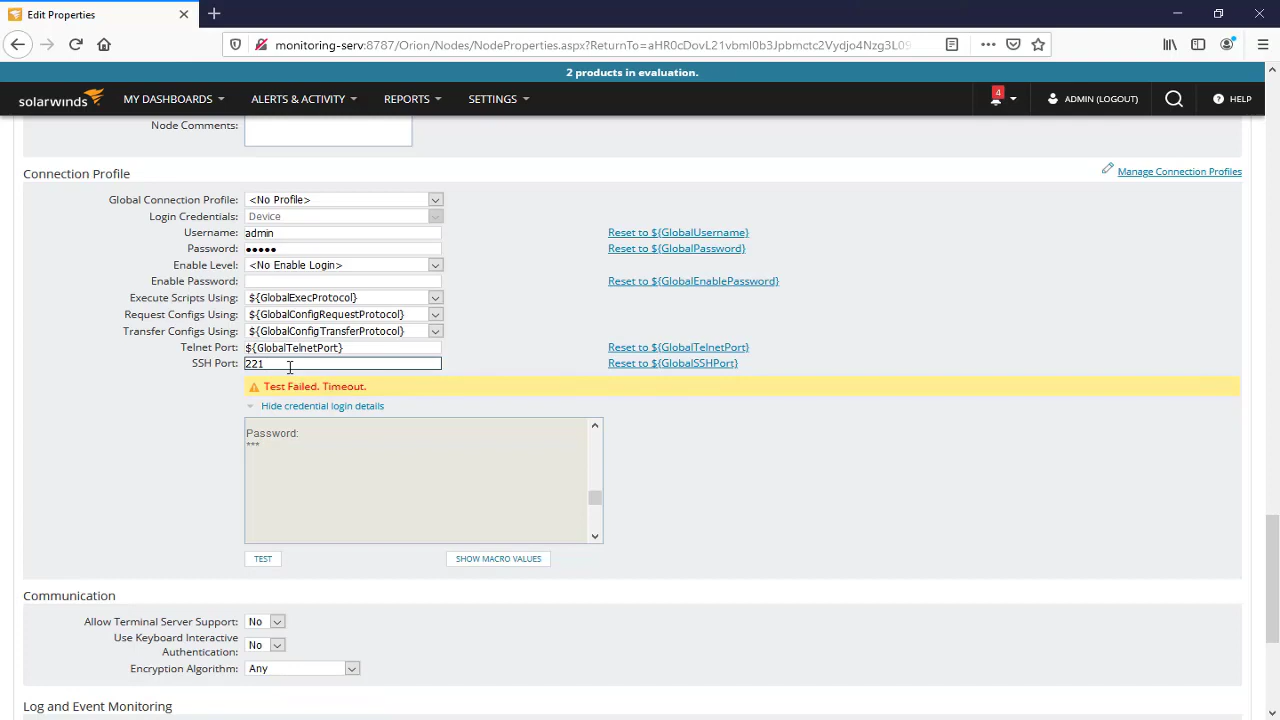 Edit Properties
monitoring-serv:8787/Orion/Nodes/NodeProperties.aspx?ReturnTo=aHR0cDovL21vbml0b3Jpbmctc2Vydjo4Nzg3L09
2 products in evaluation.
solarwinds
MY DASHBOARDS
ALERTS & ACTIVITY
REPORTS
SETTINGS
4
ADMIN (LOGOUT)
HELP
Node Comments:
Connection Profile
Manage Connection Profiles
Global Connection Profile: <No Profile>
Login Credentials: Device
Username: admin Reset to ${GlobalUsername}
Password: ●●●●● Reset to ${GlobalPassword}
Enable Level: <No Enable Login>
Enable Password: Reset to ${GlobalEnablePassword}
Execute Scripts Using: ${GlobalExecProtocol}
Request Configs Using: ${GlobalConfigRequestProtocol}
Transfer Configs Using: ${GlobalConfigTransferProtocol}
Telnet Port: ${GlobalTelnetPort} Reset to ${GlobalTelnetPort}
SSH Port: 221 Reset to ${GlobalSSHPort}
Test Failed. Timeout.
Hide credential login details
Password:
***
TEST
SHOW MACRO VALUES
Communication
Allow Terminal Server Support: No
Use Keyboard Interactive
Authentication: No
Encryption Algorithm: Any
Log and Event Monitoring